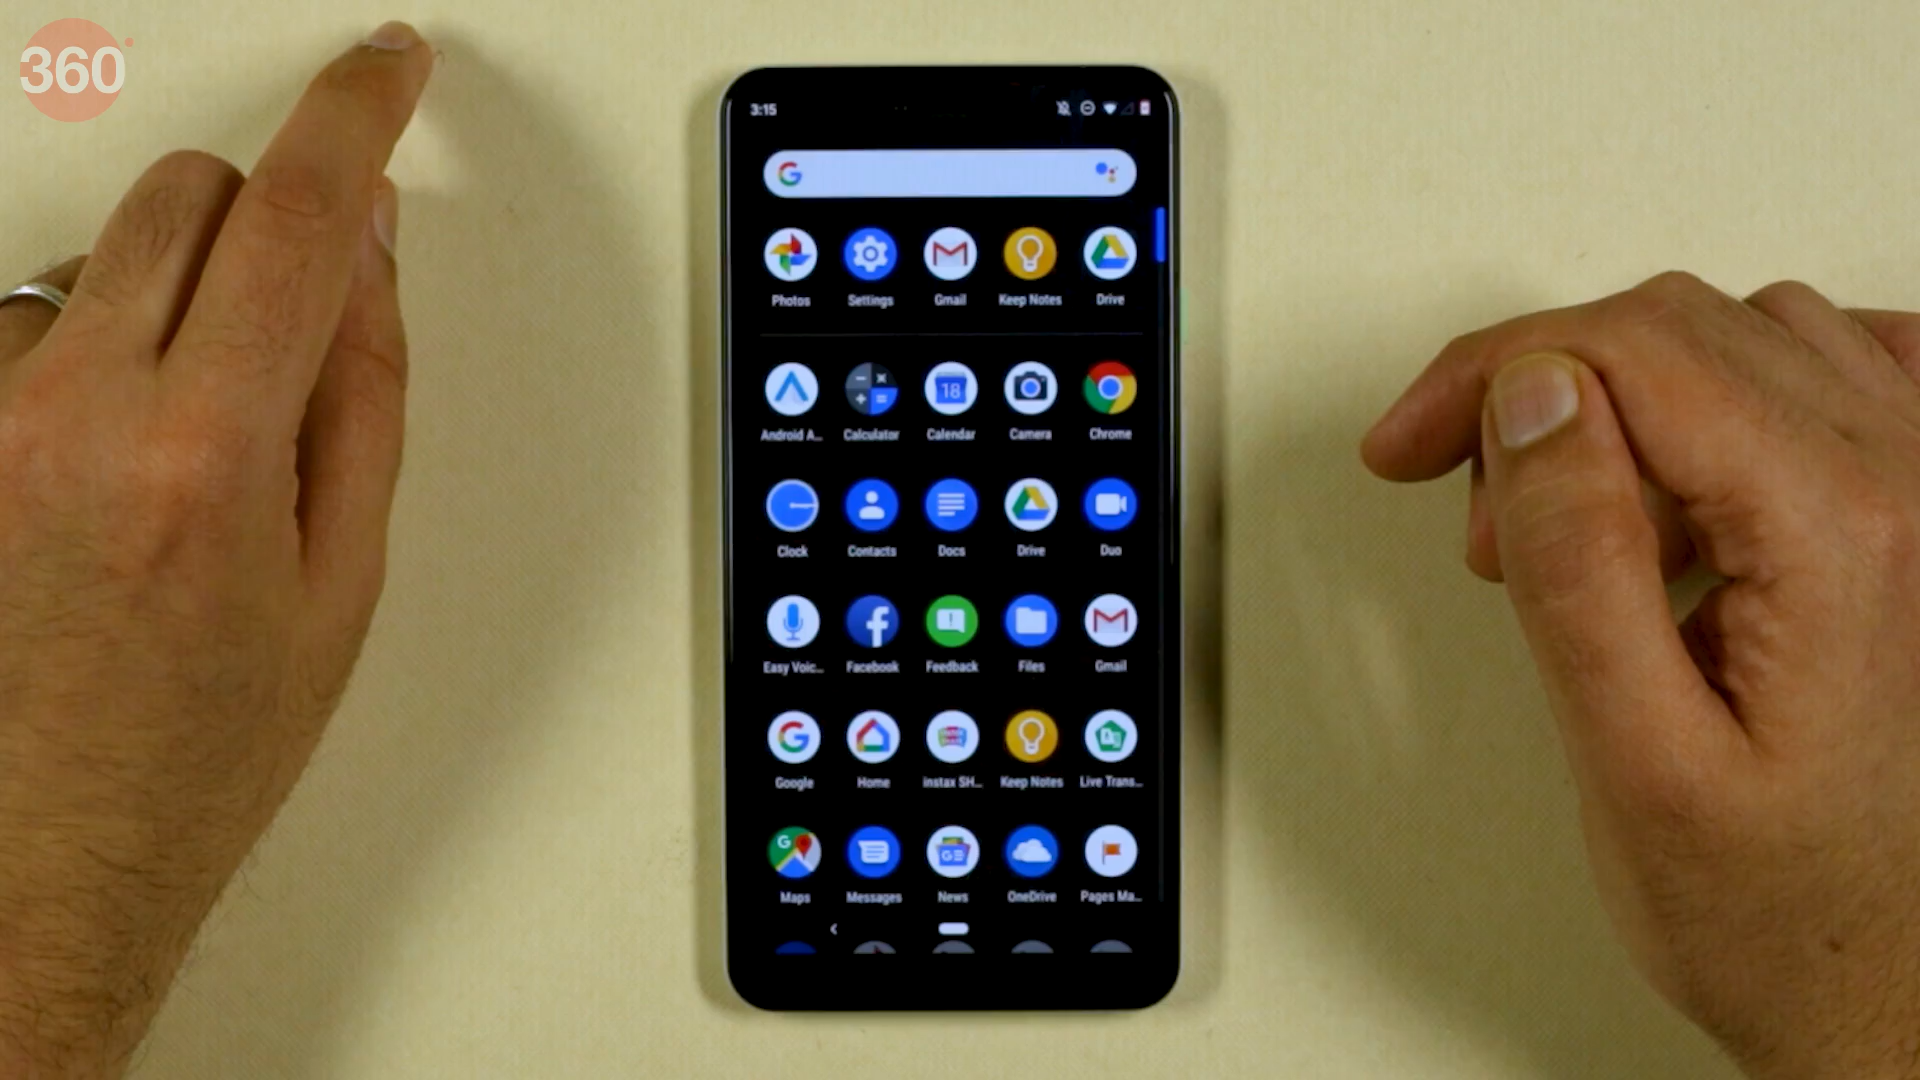 360
3:15
G
Photos Settings Gmail Keep Notes Drive
18
Android A... Calculator Calendar Camera Chrome
Clock Contacts Docs Drive Duo
Easy Voic... Facebook Feedback Files Gmail
Google Home instax SH... Keep Notes Live Trans...
Maps Messages News OneDrive Pages Ma...